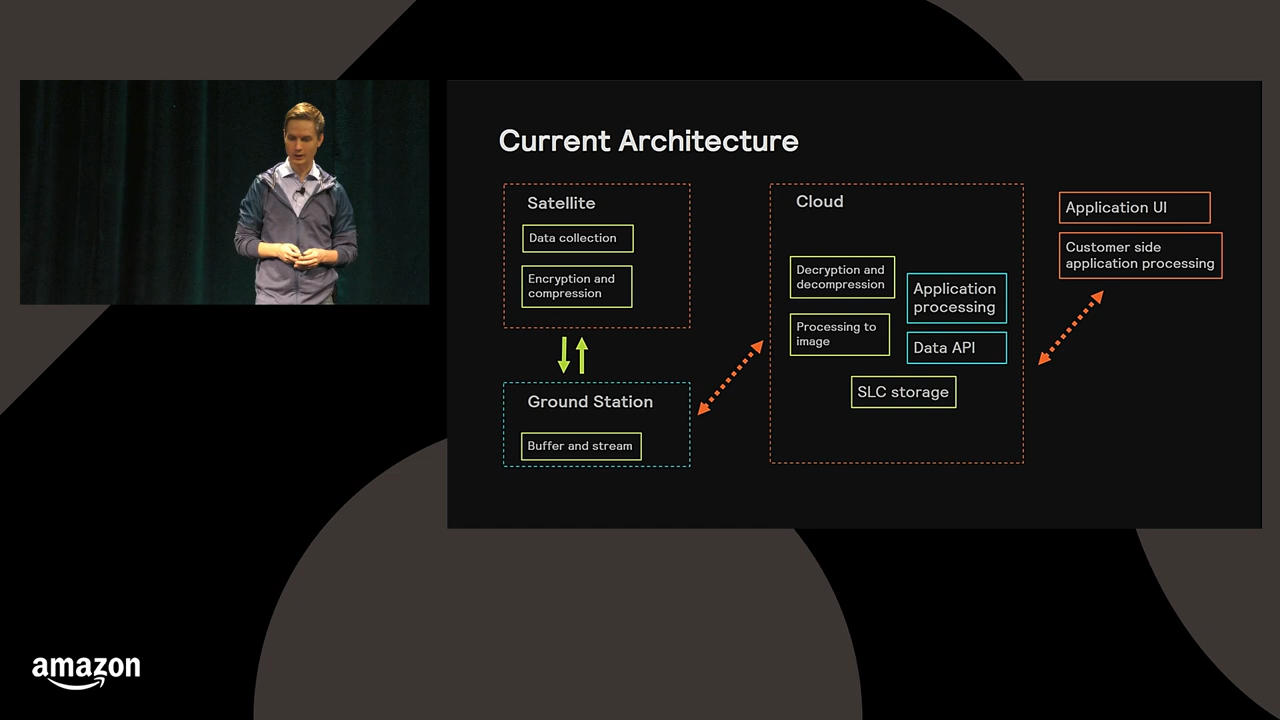 Current Architecture
Satellite
Data collection
Encryption and
compression
Ground Station
Buffer and stream
Cloud
Decryption and
decompression
Processing to
image
Application
processing
Data API
SLC storage
Application UI
Customer side
application processing
amazon